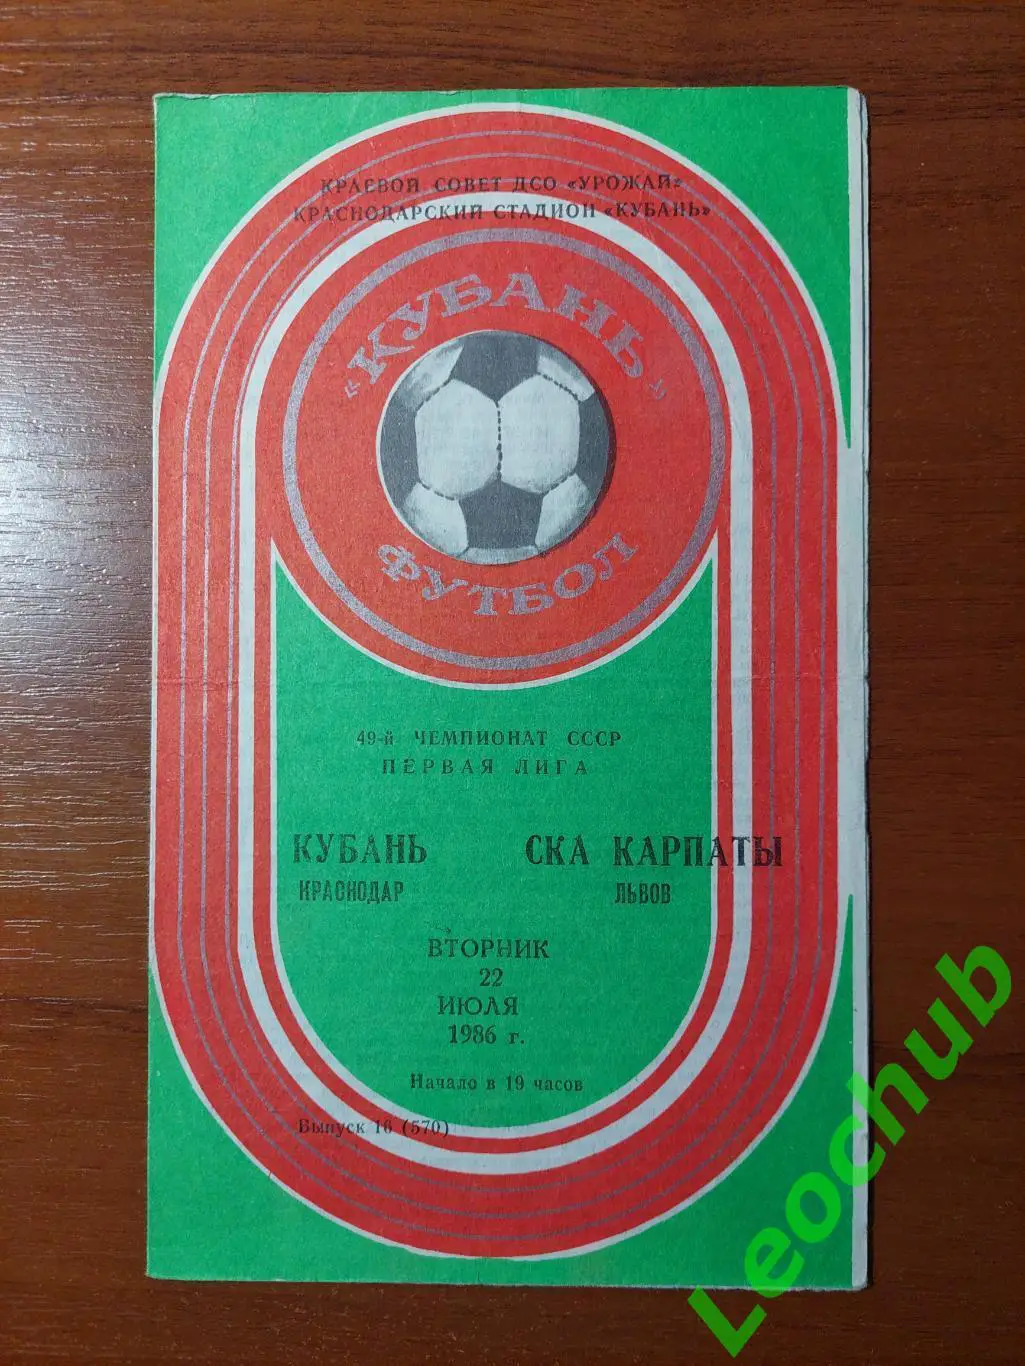 КРАЕВОЙ СОВЕТ ДСО «УРОЖАЙ»
КРАСНОДАРСКИЙ СТАДИОН «КУБАНЬ»
«КУБАНЬ»
ФУТБОЛ
49-й ЧЕМПИОНАТ СССР
ПЕРВАЯ ЛИГА
КУБАНЬ СКА КАРПАТЫ
КРАСНОДАР ЛЬВОВ
ВТОРНИК
22
ИЮЛЯ
1986 г.
Начало в 19 часов
Выпуск 16 (570)
Leochub